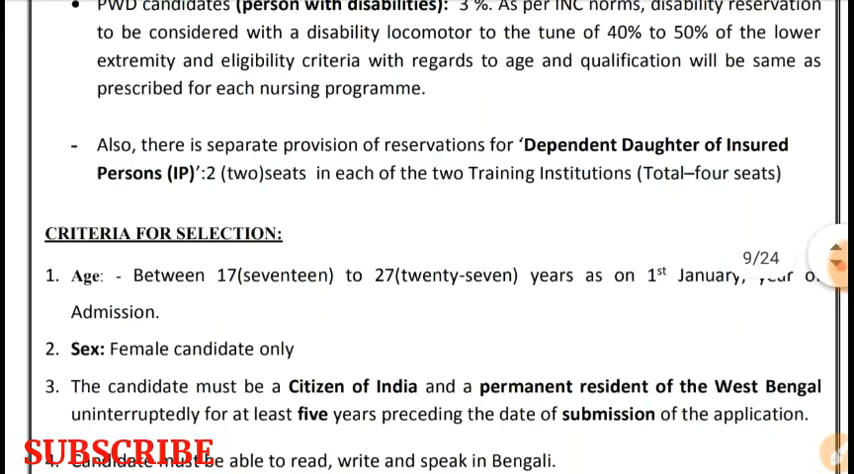 • PWD candidates (person with disabilities): 3 %. As per INC norms, disability reservation
to be considered with a disability locomotor to the tune of 40% to 50% of the lower
extremity and eligibility criteria with regards to age and qualification will be same as
prescribed for each nursing programme.
- Also, there is separate provision of reservations for ‘Dependent Daughter of Insured
Persons (IP)’:2 (two)seats in each of the two Training Institutions (Total–four seats)
CRITERIA FOR SELECTION:
9/24
1. Age: - Between 17(seventeen) to 27(twenty-seven) years as on 1st January,
Admission.
2. Sex: Female candidate only
3. The candidate must be a Citizen of India and a permanent resident of the West Bengal
uninterruptedly for at least five years preceding the date of submission of the application.
SUBSCRIBE
4. Candidate must be able to read, write and speak in Bengali.